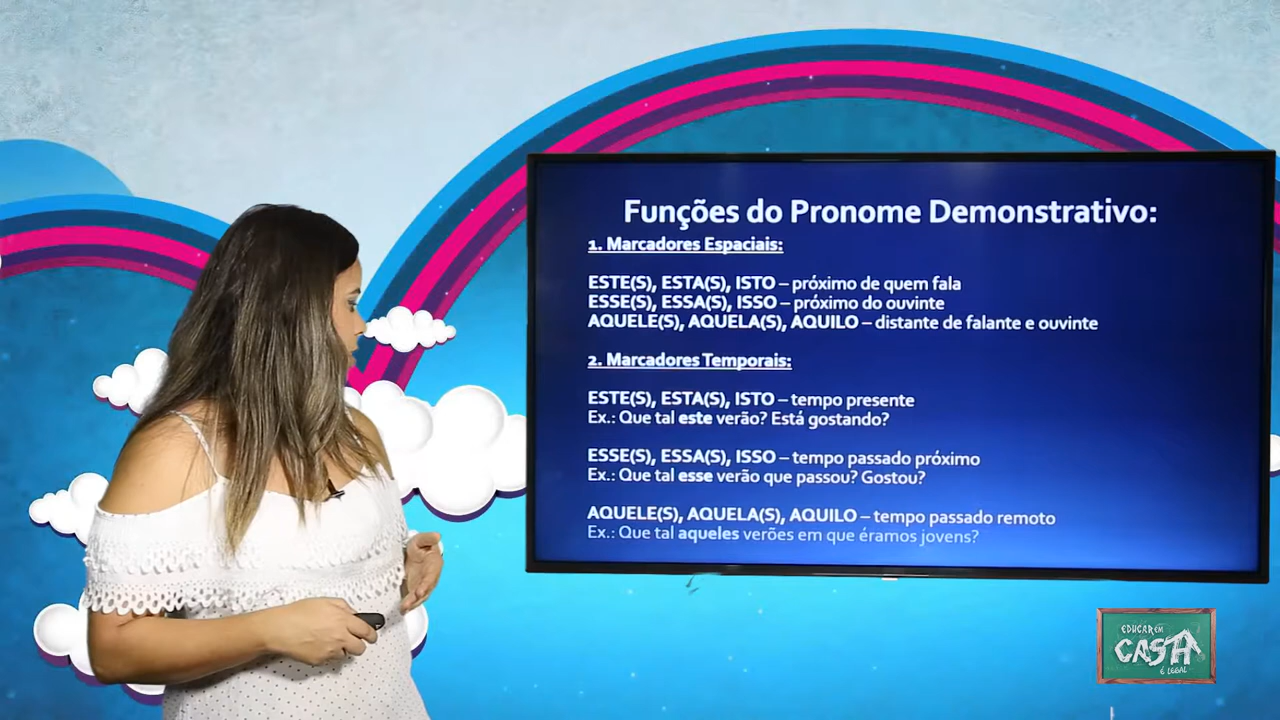 Funções do Pronome Demonstrativo:
1. Marcadores Espaciais:
ESTE(S), ESTA(S), ISTO – próximo de quem fala
ESSE(S), ESSA(S), ISSO – próximo do ouvinte
AQUELE(S), AQUELA(S), AQUILO – distante de falante e ouvinte
2. Marcadores Temporais:
ESTE(S), ESTA(S), ISTO – tempo presente
Ex.: Que tal este verão? Está gostando?
ESSE(S), ESSA(S), ISSO – tempo passado próximo
Ex.: Que tal esse verão que passou? Gostou?
AQUELE(S), AQUELA(S), AQUILO – tempo passado remoto
Ex.: Que tal aqueles verões em que éramos jovens?
EDUCAR EM
CASA
É LEGAL